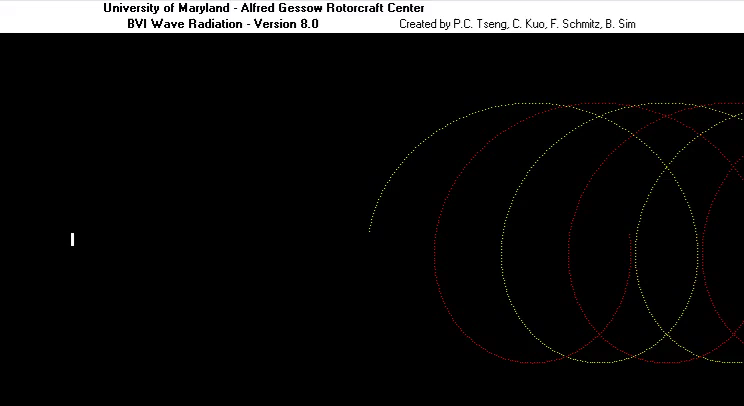 University of Maryland - Alfred Gessow Rotorcraft Center
BVI Wave Radiation - Version 8.0 Created by P.C. Tseng, C. Kuo, F. Schmitz, B. Sim